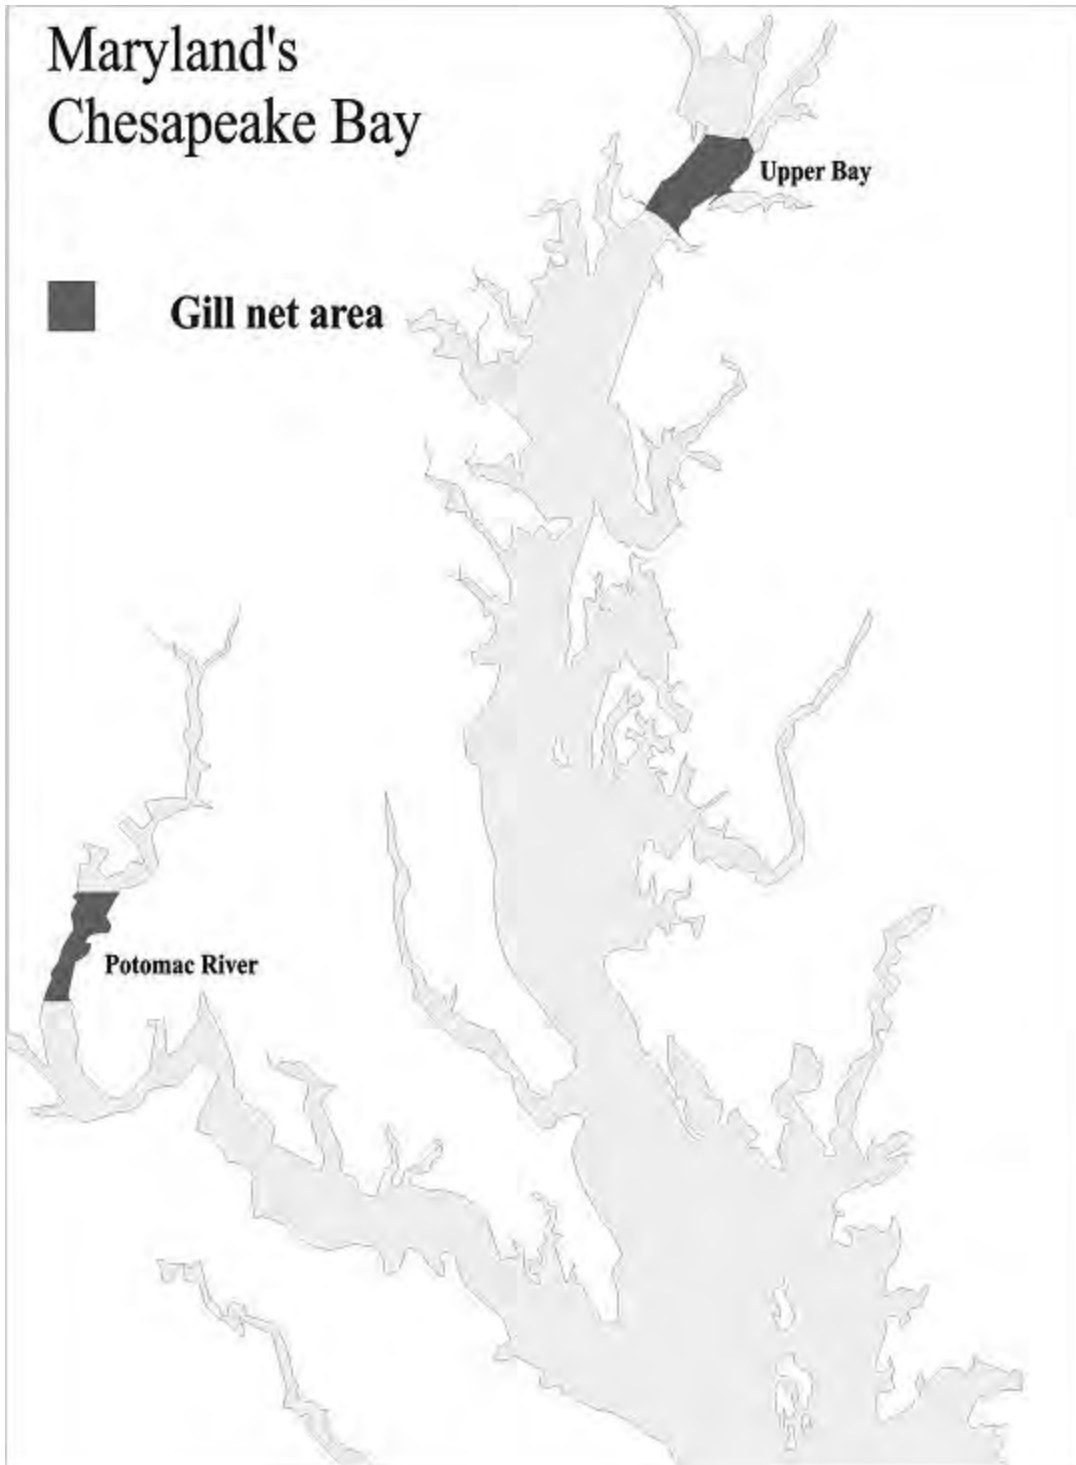 Maryland's
Chesapeake Bay
Upper Bay
Gill net area
Potomac River